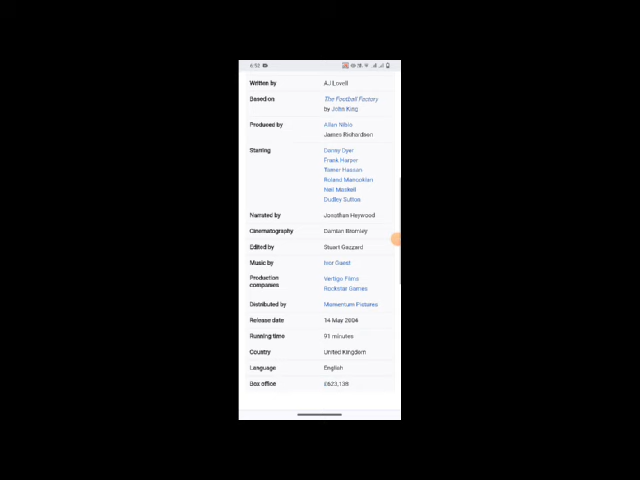 6:52
Written by AJ Lovell
Based on The Football Factory
by John King
Produced by Allan Niblo
James Richardson
Starring Danny Dyer
Frank Harper
Tamer Hassan
Roland Manookian
Neil Maskell
Dudley Sutton
Narrated by Jonathan Heywood
Cinematography Damian Bromley
Edited by Stuart Gazzard
Music by Ivor Guest
Production
companies
Vertigo Films
Rockstar Games
Distributed by Momentum Pictures
Release date 14 May 2004
Running time 91 minutes
Country United Kingdom
Language English
Box office £623,138